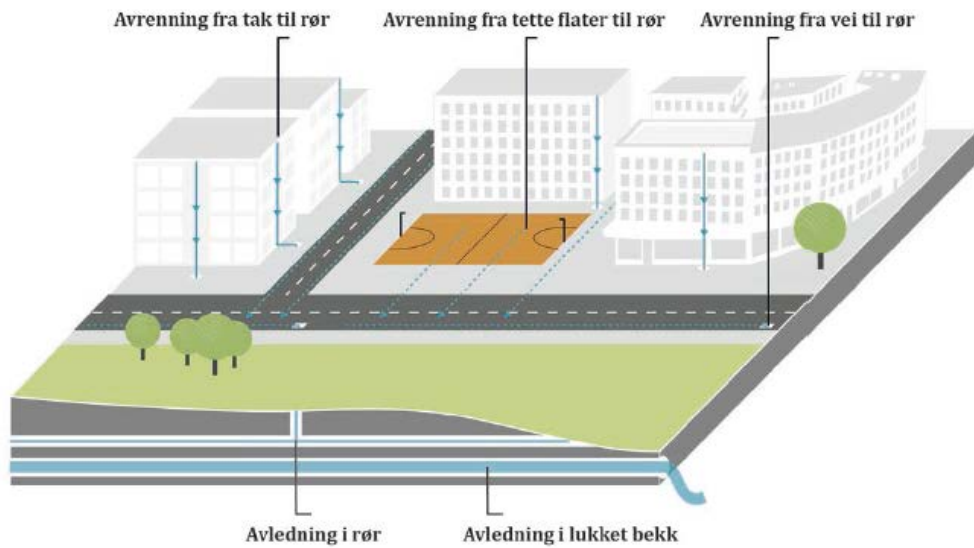 Avrenning fra tak til rør
Avrenning fra tette flater til rør
Avrenning fra vei til rør
Avledning i rør
Avledning i lukket bekk